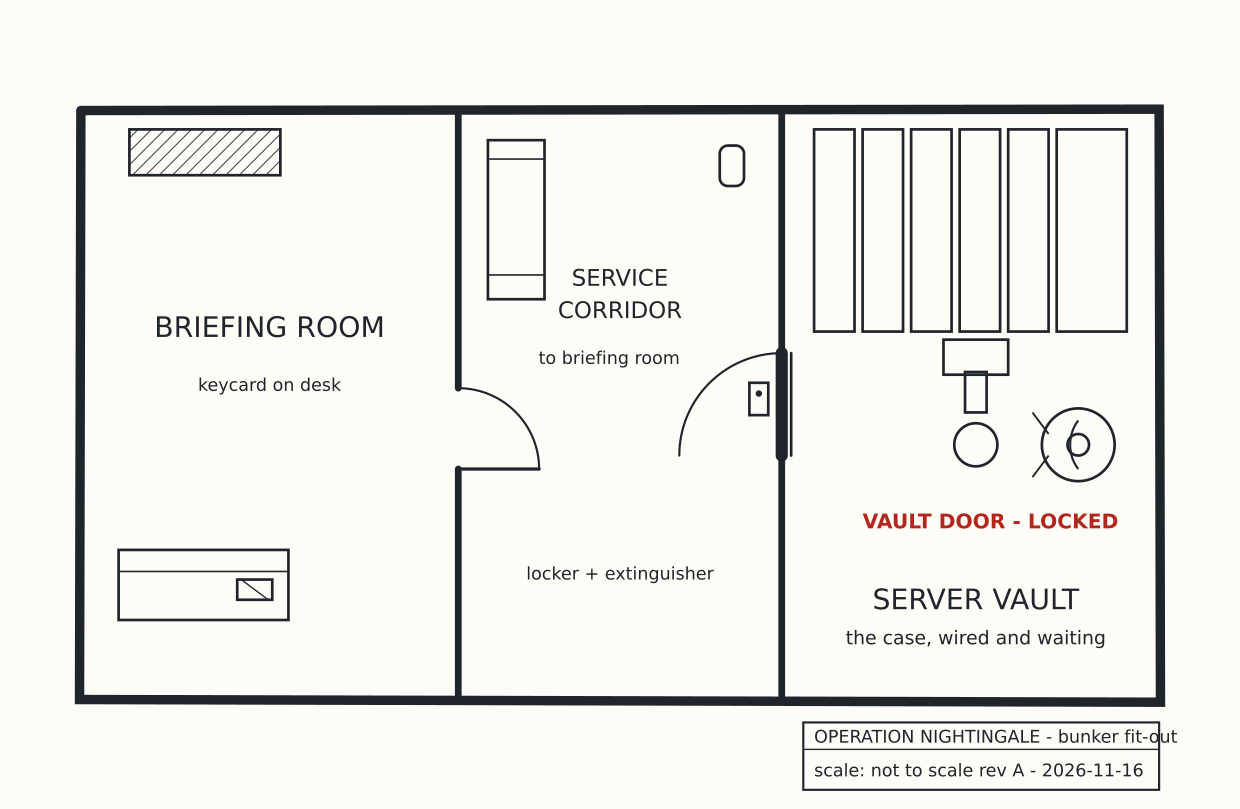 BRIEFING ROOM
keycard on desk
SERVICE
CORRIDOR
to briefing room
locker + extinguisher
VAULT DOOR - LOCKED
SERVER VAULT
the case, wired and waiting
OPERATION NIGHTINGALE - bunker fit-out
scale: not to scale rev A - 2026-11-16